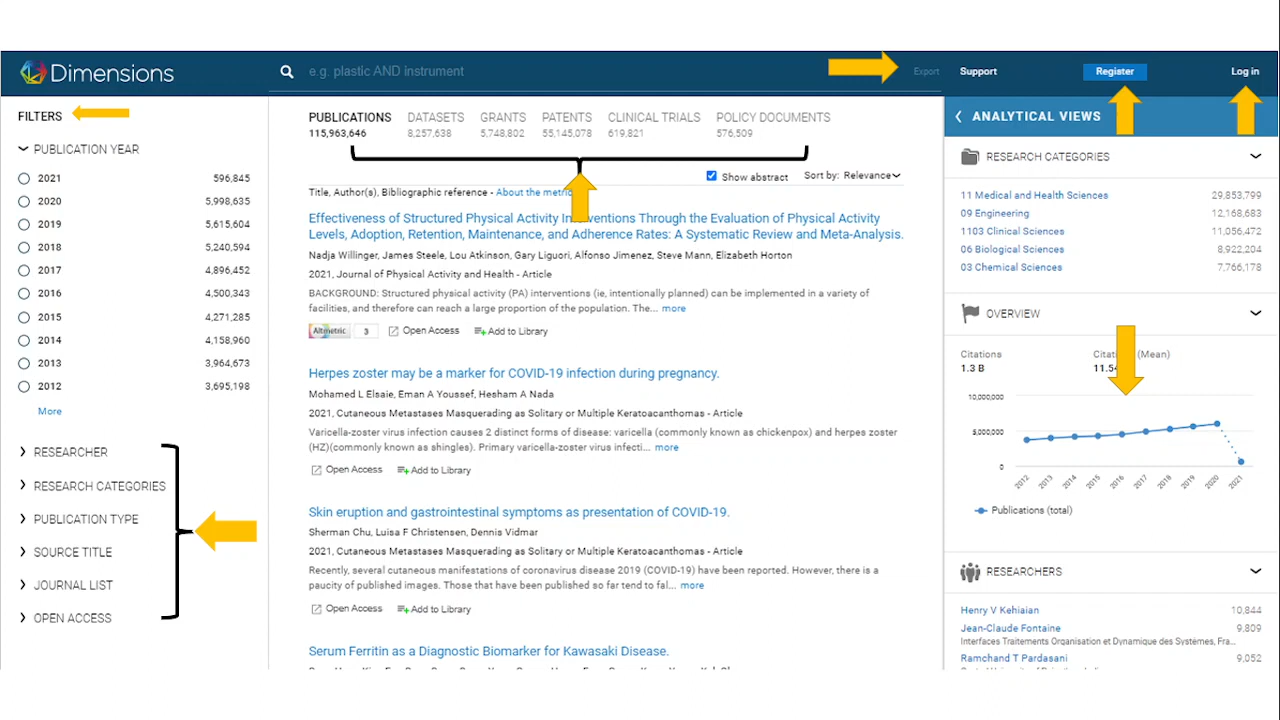 Dimensions
e.g. plastic AND instrument
Export
Support
Register
Log in
FILTERS
PUBLICATION YEAR
2021 596,845
2020 5,998,635
2019 5,615,604
2018 5,240,594
2017 4,896,452
2016 4,500,343
2015 4,271,285
2014 4,158,960
2013 3,964,673
2012 3,695,198
More
RESEARCHER
RESEARCH CATEGORIES
PUBLICATION TYPE
SOURCE TITLE
JOURNAL LIST
OPEN ACCESS
PUBLICATIONS DATASETS GRANTS PATENTS CLINICAL TRIALS POLICY DOCUMENTS
115,963,646 8,257,638 5,748,802 55,145,078 619,821 576,509
Show abstract Sort by: Relevance
Title, Author(s), Bibliographic reference - About the metric
Effectiveness of Structured Physical Activity Interventions Through the Evaluation of Physical Activity
Levels, Adoption, Retention, Maintenance, and Adherence Rates: A Systematic Review and Meta-Analysis.
Nadja Willinger, James Steele, Lou Atkinson, Gary Liguori, Alfonso Jimenez, Steve Mann, Elizabeth Horton
2021, Journal of Physical Activity and Health - Article
BACKGROUND: Structured physical activity (PA) interventions (ie, intentionally planned) can be implemented in a variety of
facilities, and therefore can reach a large proportion of the population. The... more
Altmetric 3 Open Access Add to Library
Herpes zoster may be a marker for COVID-19 infection during pregnancy.
Mohamed L Elsaie, Eman A Youssef, Hesham A Nada
2021, Cutaneous Metastases Masquerading as Solitary or Multiple Keratoacanthomas - Article
Varicella-zoster virus infection causes 2 distinct forms of disease: varicella (commonly known as chickenpox) and herpes zoster
(HZ)(commonly known as shingles). Primary varicella-zoster virus infecti... more
Open Access Add to Library
Skin eruption and gastrointestinal symptoms as presentation of COVID-19.
Sherman Chu, Luisa F Christensen, Dennis Vidmar
2021, Cutaneous Metastases Masquerading as Solitary or Multiple Keratoacanthomas - Article
Recently, several cutaneous manifestations of coronavirus disease 2019 (COVID-19) have been reported. However, there is a
paucity of published images. Those that have been published so far tend to fal... more
Open Access Add to Library
Serum Ferritin as a Diagnostic Biomarker for Kawasaki Disease.
ANALYTICAL VIEWS
RESEARCH CATEGORIES
11 Medical and Health Sciences 29,853,799
09 Engineering 12,168,683
1103 Clinical Sciences 11,056,472
06 Biological Sciences 8,922,204
03 Chemical Sciences 7,766,178
OVERVIEW
Citations (Mean)
1.3 B 11.54
10,000,000
5,000,000
0
2012 2013 2014 2015 2016 2017 2018 2019 2020 2021
Publications (total)
RESEARCHERS
Henry V Kehiaian 10,844
Jean-Claude Fontaine 9,809
Interfaces Traitements Organisation et Dynamique des Systèmes, Fra...
Ramchand T Pardasani 9,052